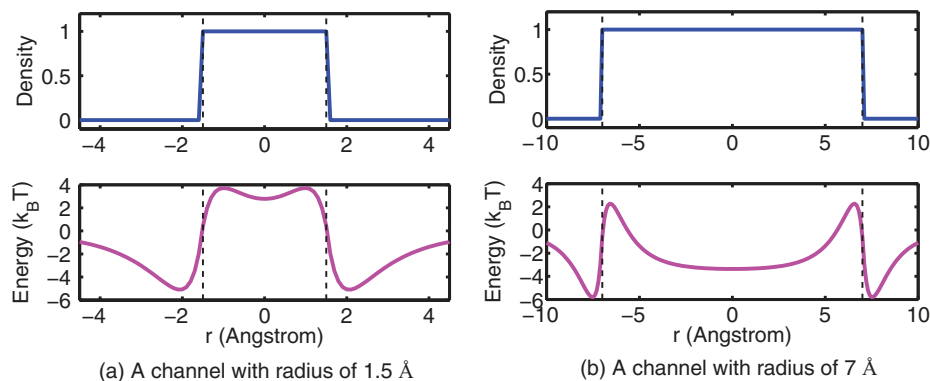 Density
1
0.5
0
−4 −2 0 2 4
Energy (kBT)
4
2
0
−2
−4
−6
−4 −2 0 2 4
r (Angstrom)
(a) A channel with radius of 1.5 Å
Density
1
0.5
0
−10 −5 0 5 10
Energy (kBT)
4
2
0
−2
−4
−6
−10 −5 0 5 10
r (Angstrom)
(b) A channel with radius of 7 Å